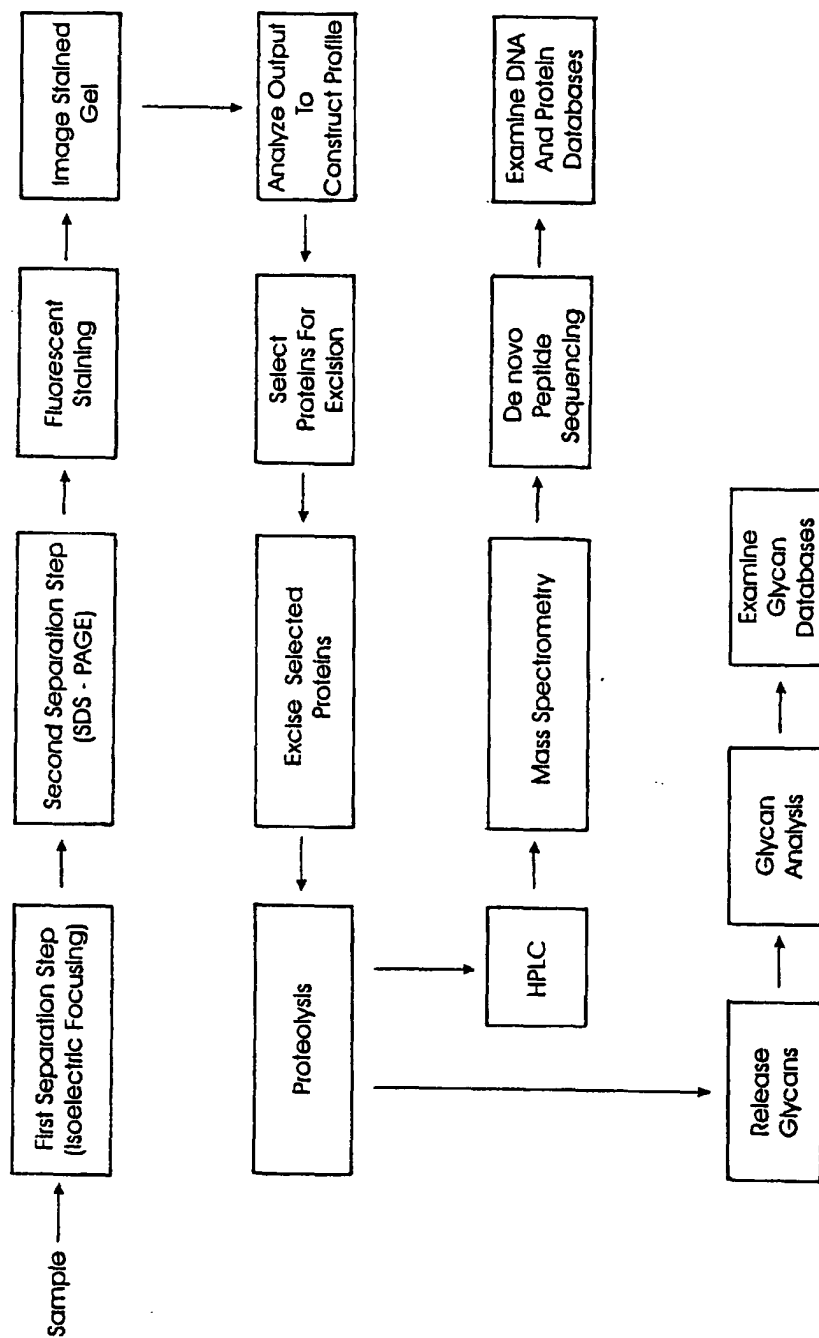 Sample
First Separation Step
(Isoelectric Focusing)
Second Separation Step
(SDS - PAGE)
Fluorescent
Staining
Image Stained
Gel
Analyze Output
To
Construct Profile
Select
Proteins For
Excision
Excise Selected
Proteins
Proteolysis
HPLC
Mass Spectrometry
De novo
Peptide
Sequencing
Examine DNA
And Protein
Databases
Release
Glycans
Glycan
Analysis
Examine
Glycan
Databases